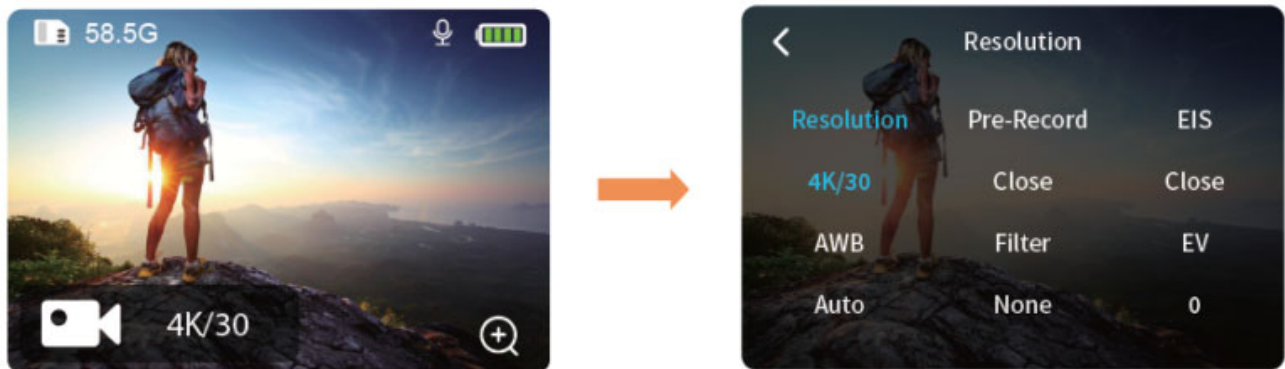 58.5G
4K/30
Resolution
Resolution Pre-Record EIS
4K/30 Close Close
AWB Filter EV
Auto None 0